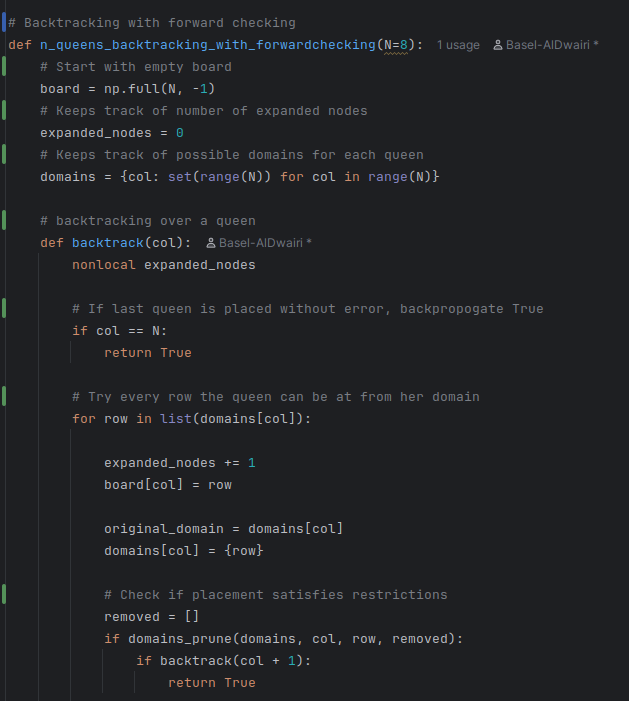 # Backtracking with forward checking
def n_queens_backtracking_with_forwardchecking(N=8):  1 usage  Basel-AlDwairi *
    # Start with empty board
    board = np.full(N, -1)
    # Keeps track of number of expanded nodes
    expanded_nodes = 0
    # Keeps track of possible domains for each queen
    domains = {col: set(range(N)) for col in range(N)}

    # backtracking over a queen
    def backtrack(col):  Basel-AlDwairi *
        nonlocal expanded_nodes

        # If last queen is placed without error, backpropogate True
        if col == N:
            return True

        # Try every row the queen can be at from her domain
        for row in list(domains[col]):

            expanded_nodes += 1
            board[col] = row

            original_domain = domains[col]
            domains[col] = {row}

            # Check if placement satisfies restrictions
            removed = []
            if domains_prune(domains, col, row, removed):
                if backtrack(col + 1):
                    return True